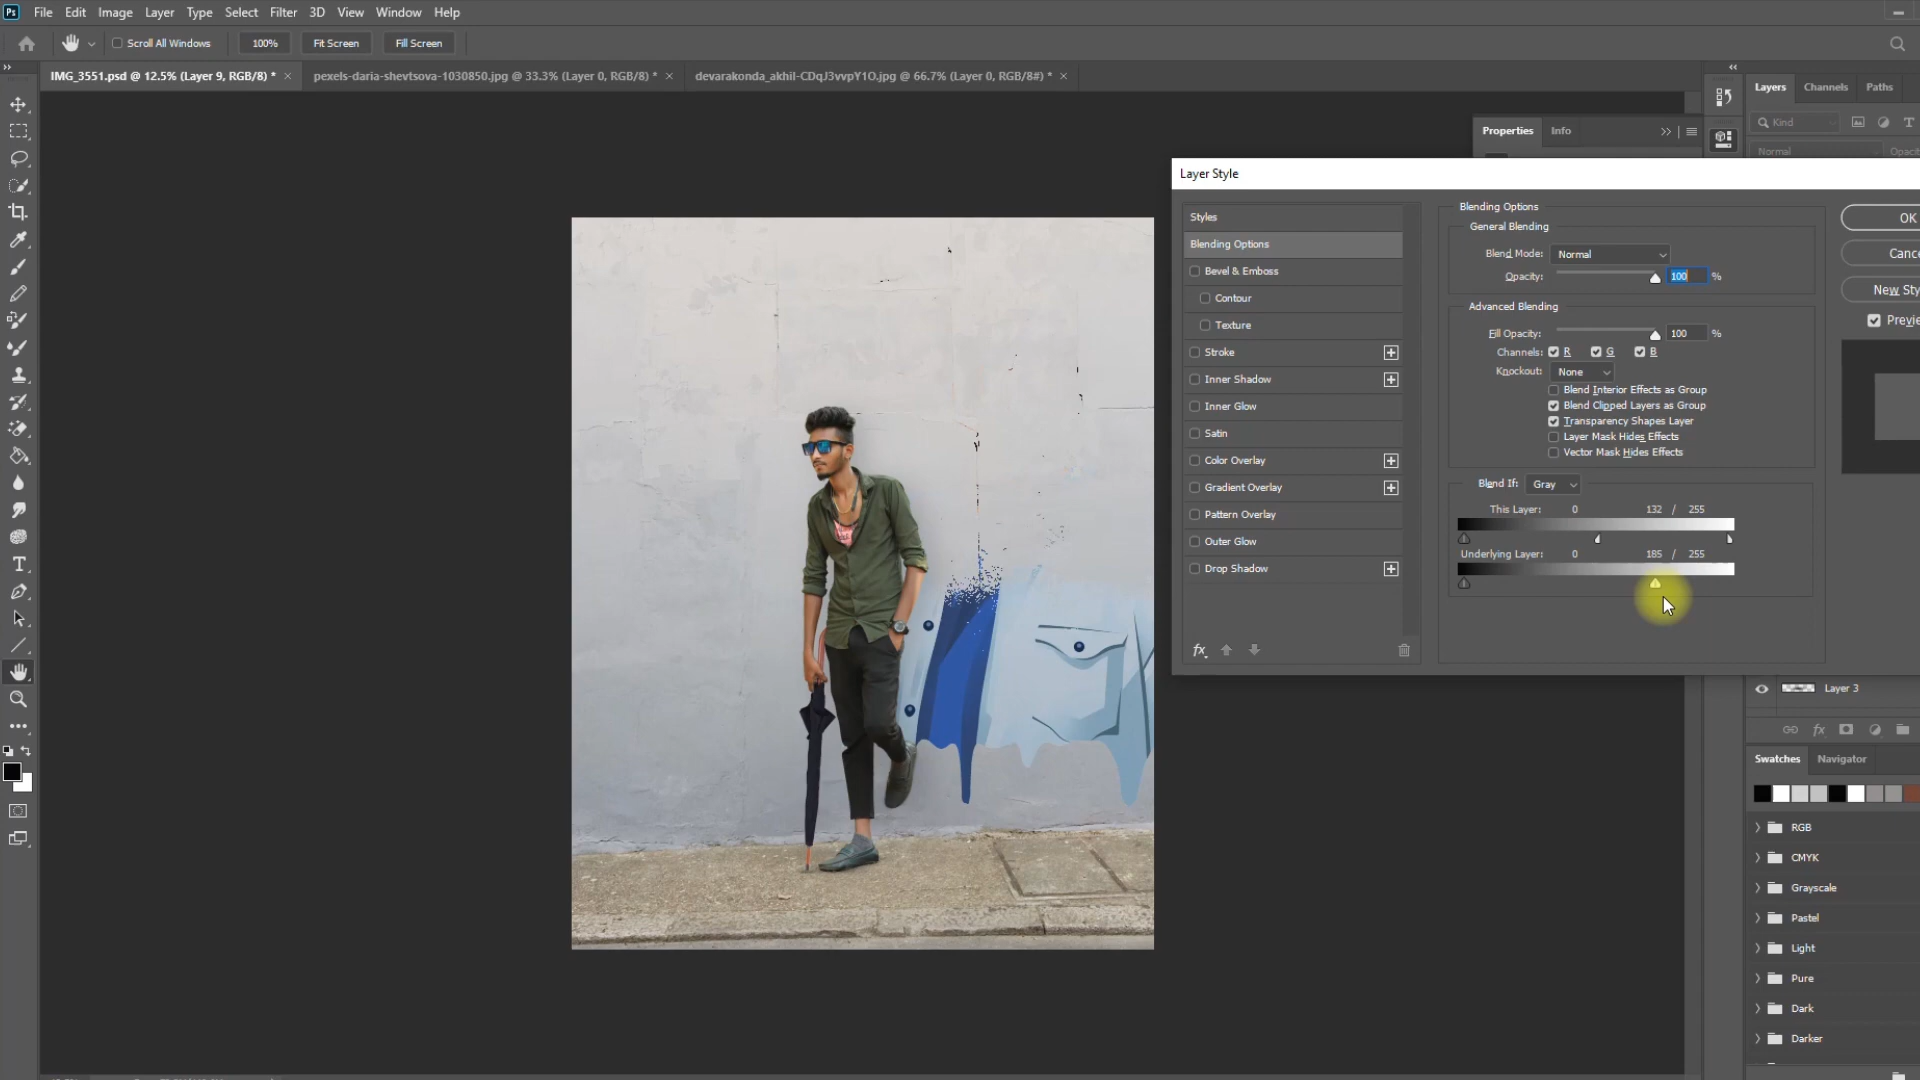 Ps File Edit Image Layer Type Select Filter 3D View Window Help
Scroll All Windows 100% Fit Screen Fill Screen
IMG_3551.psd @ 12.5% (Layer 9, RGB/8) * × pexels-daria-shevtsova-1030850.jpg @ 33.3% (Layer 0, RGB/8) * × devarakonda_akhil-CDqJ3vvpY1O.jpg @ 66.7% (Layer 0, RGB/8#) * ×
Layers Channels Paths
Kind
Properties Info
Normal Opacit
Layer Style
Styles
Blending Options
Bevel & Emboss
Contour
Texture
Stroke
Inner Shadow
Inner Glow
Satin
Color Overlay
Gradient Overlay
Pattern Overlay
Outer Glow
Drop Shadow
fx
Blending Options
General Blending
Blend Mode: Normal
Opacity: 100 %
Advanced Blending
Fill Opacity: 100 %
Channels: R G B
Knockout: None
Blend Interior Effects as Group
Blend Clipped Layers as Group
Transparency Shapes Layer
Layer Mask Hides Effects
Vector Mask Hides Effects
Blend If: Gray
This Layer: 0 132 / 255
Underlying Layer: 0 185 / 255
OK
Cance
New Sty
Previe
Layer 3
fx
Swatches Navigator
RGB
CMYK
Grayscale
Pastel
Light
Pure
Dark
Darker